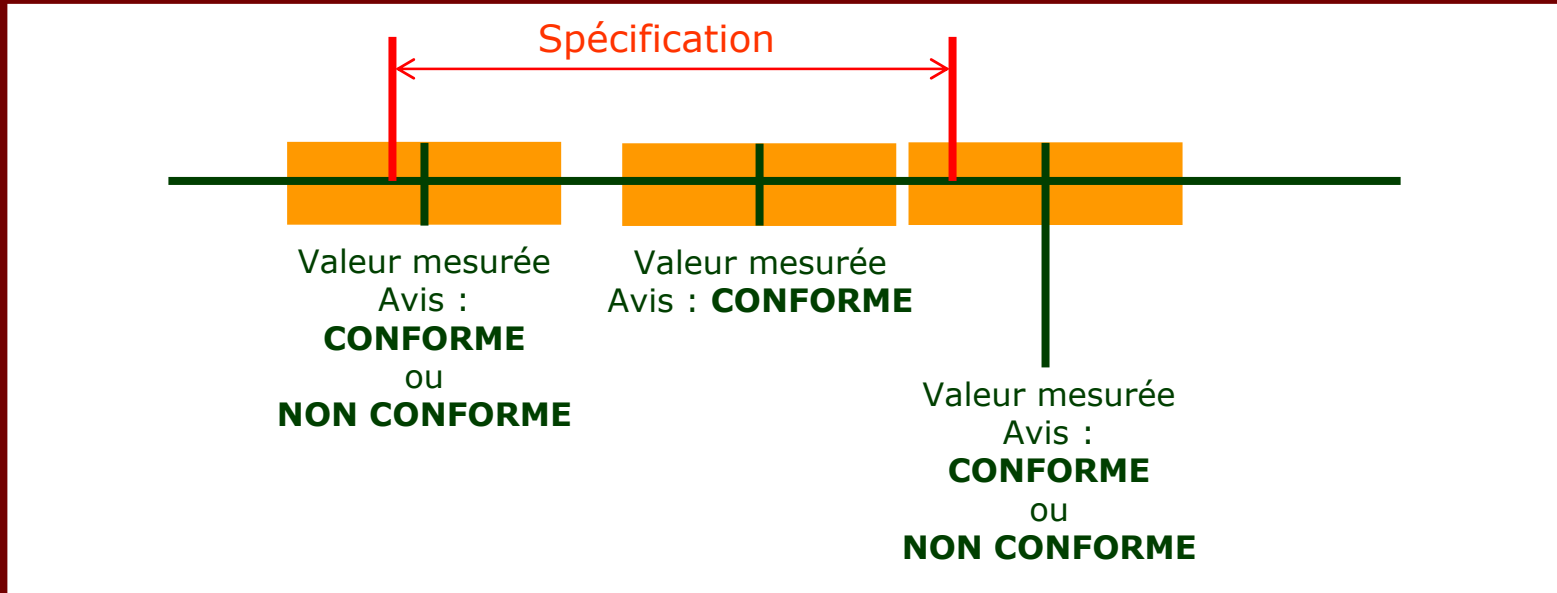 Spécification
Valeur mesurée
Avis :
CONFORME
ou
NON CONFORME
Valeur mesurée
Avis : CONFORME
Valeur mesurée
Avis :
CONFORME
ou
NON CONFORME